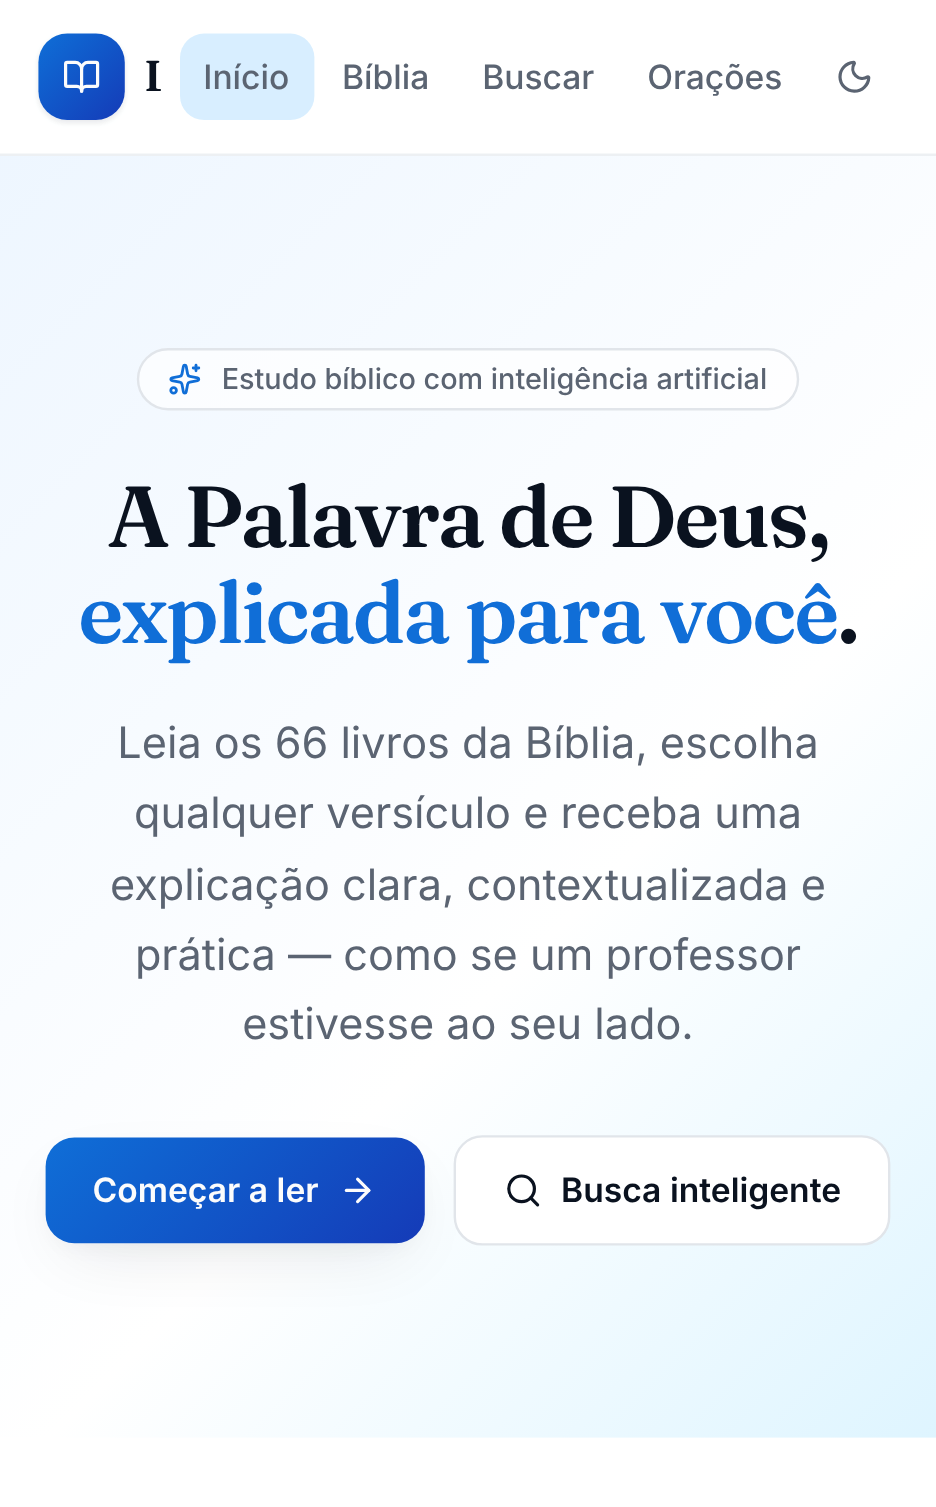 I Início Bíblia Buscar Orações
Estudo bíblico com inteligência artificial
A Palavra de Deus,
explicada para você.
Leia os 66 livros da Bíblia, escolha
qualquer versículo e receba uma
explicação clara, contextualizada e
prática — como se um professor
estivesse ao seu lado.
Começar a ler
Busca inteligente